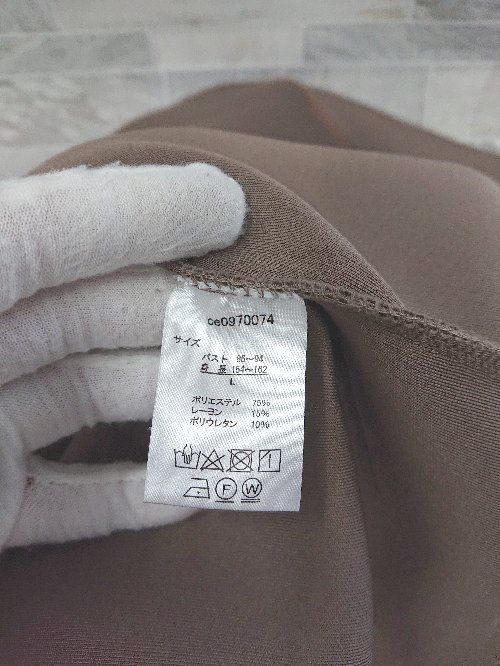 ce0970074
サイズ
バスト 86~94
身長 154~162
L
ポリエステル 75%
レーヨン 15%
ポリウレタン 10%
F W